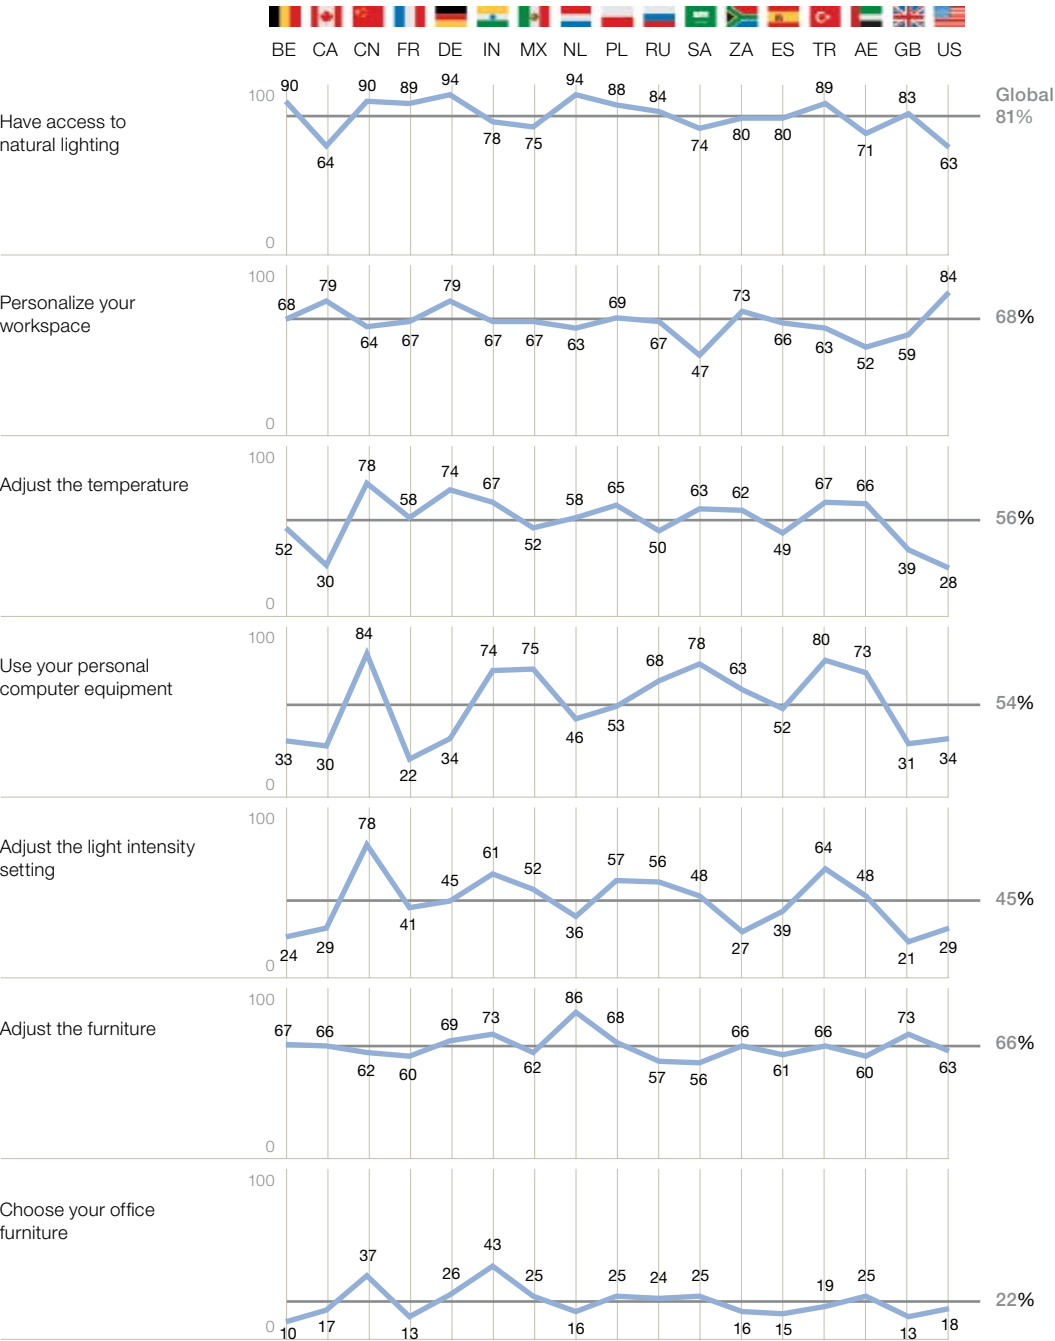 BE CA CN FR DE IN MX NL PL RU SA ZA ES TR AE GB US
Have access to
natural lighting
100
0
90 64 90 89 94 78 75 94 88 84 74 80 80 89 71 83 63
Global
81%
Personalize your
workspace
100
0
68 79 64 67 79 67 67 63 69 67 47 73 66 63 52 59 84
68%
Adjust the temperature
100
0
52 30 78 58 74 67 52 58 65 50 63 62 49 67 66 39 28
56%
Use your personal
computer equipment
100
0
33 30 84 22 34 74 75 46 53 68 78 63 52 80 73 31 34
54%
Adjust the light intensity
setting
100
0
24 29 78 41 45 61 52 36 57 56 48 27 39 64 48 21 29
45%
Adjust the furniture
100
0
67 66 62 60 69 73 62 86 68 57 56 66 61 66 60 73 63
66%
Choose your office
furniture
100
0
10 17 37 13 26 43 25 16 25 24 25 16 15 19 25 13 18
22%